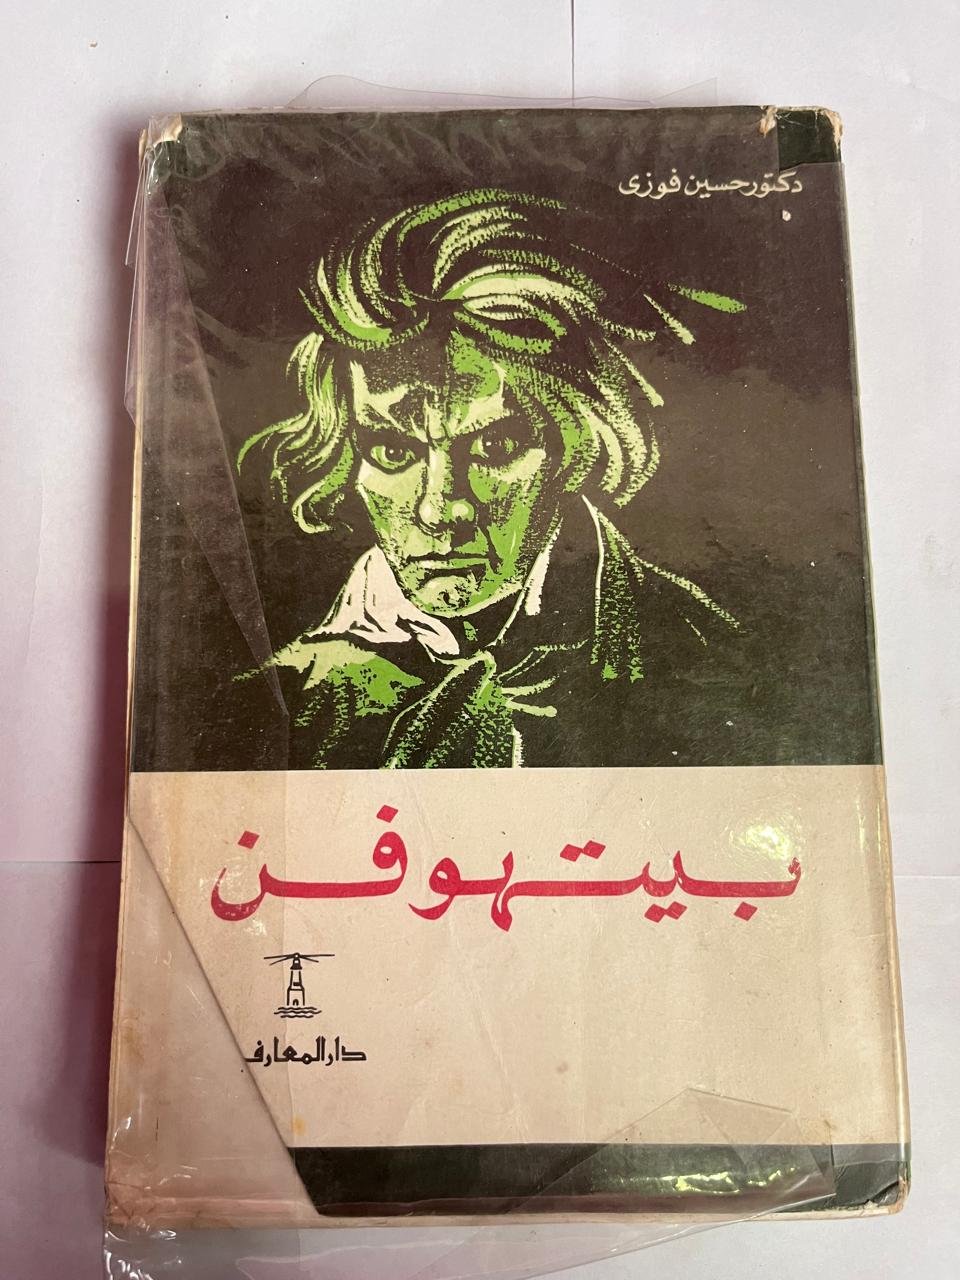 دكتور حسين فوزى
بيتهوفن
دار المعارف